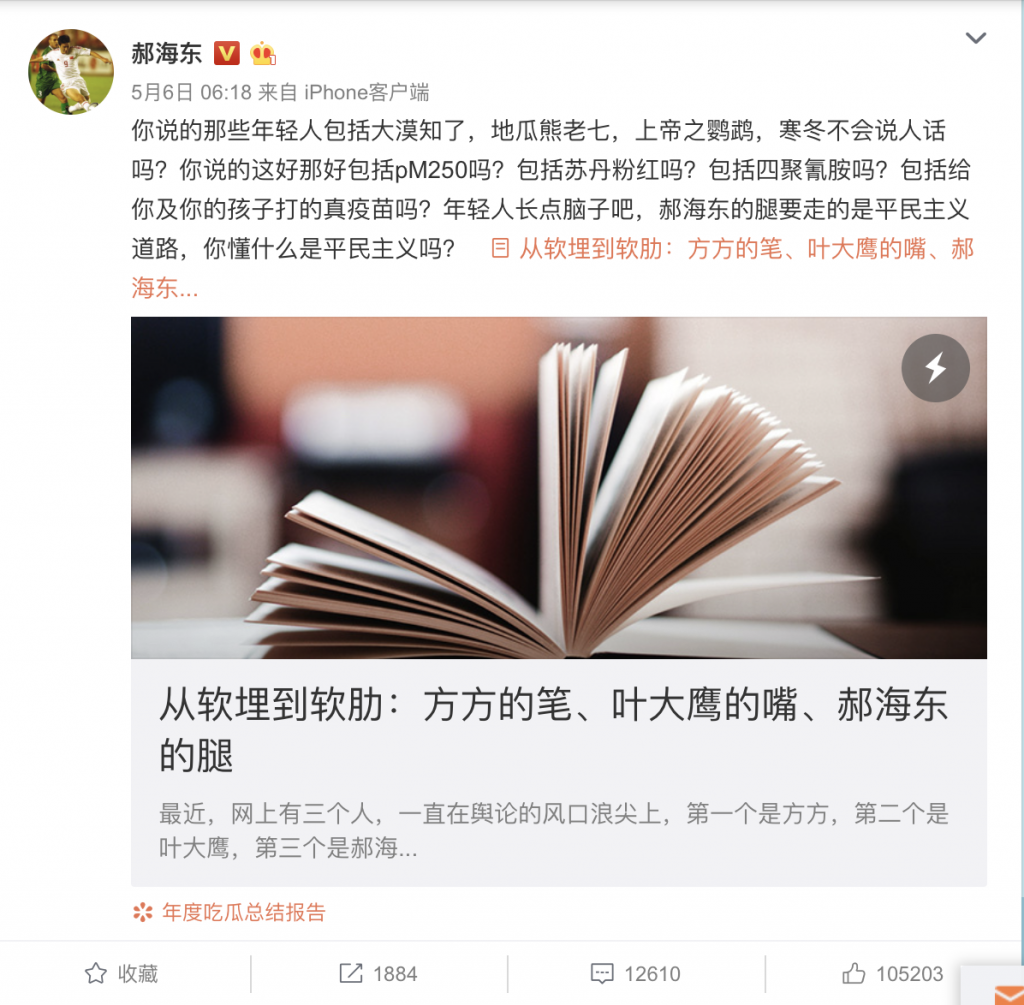 郝海东
5月6日 06:18 来自 iPhone客户端
你说的那些年轻人包括大漠知了，地瓜熊老七，上帝之鹦鹉，寒冬不会说人话
吗？你说的这好那好包括pM250吗？包括苏丹粉红吗？包括四聚氰胺吗？包括给
你及你的孩子打的真疫苗吗？年轻人长点脑子吧，郝海东的腿要走的是平民主义
道路，你懂什么是平民主义吗？ 从软埋到软肋：方方的笔、叶大鹰的嘴、郝
海东...
从软埋到软肋：方方的笔、叶大鹰的嘴、郝海东
的腿
最近，网上有三个人，一直在舆论的风口浪尖上，第一个是方方，第二个是
叶大鹰，第三个是郝海...
年度吃瓜总结报告
收藏 1884 12610 105203